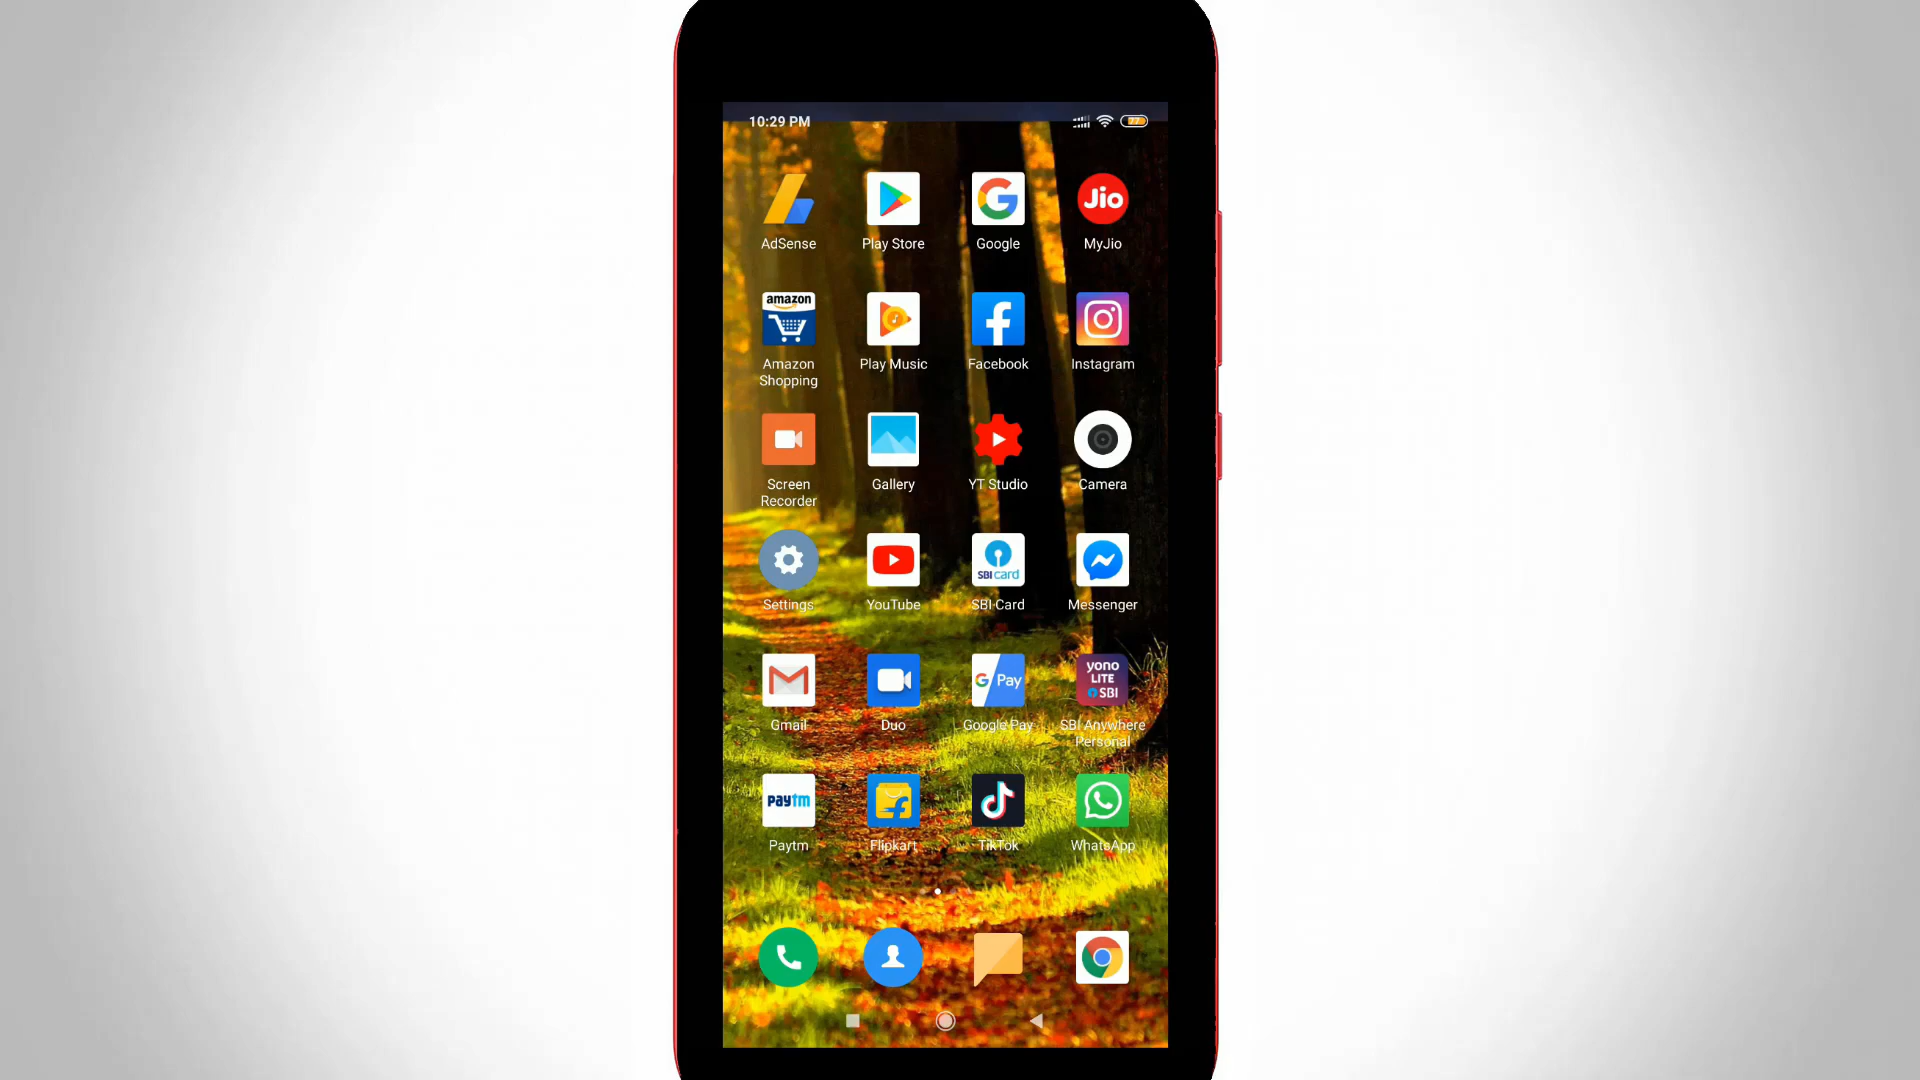 10:29 PM
77
Jio
AdSense
Play Store
Google
MyJio
amazon
Amazon
Shopping
Play Music
Facebook
Instagram
Screen
Recorder
Gallery
YT Studio
Camera
SBI card
Settings
YouTube
SBI Card
Messenger
G Pay
yono
LITE
SBI
Gmail
Duo
Google Pay
SBI Anywhere
Personal
Paytm
Paytm
Flipkart
TikTok
WhatsApp